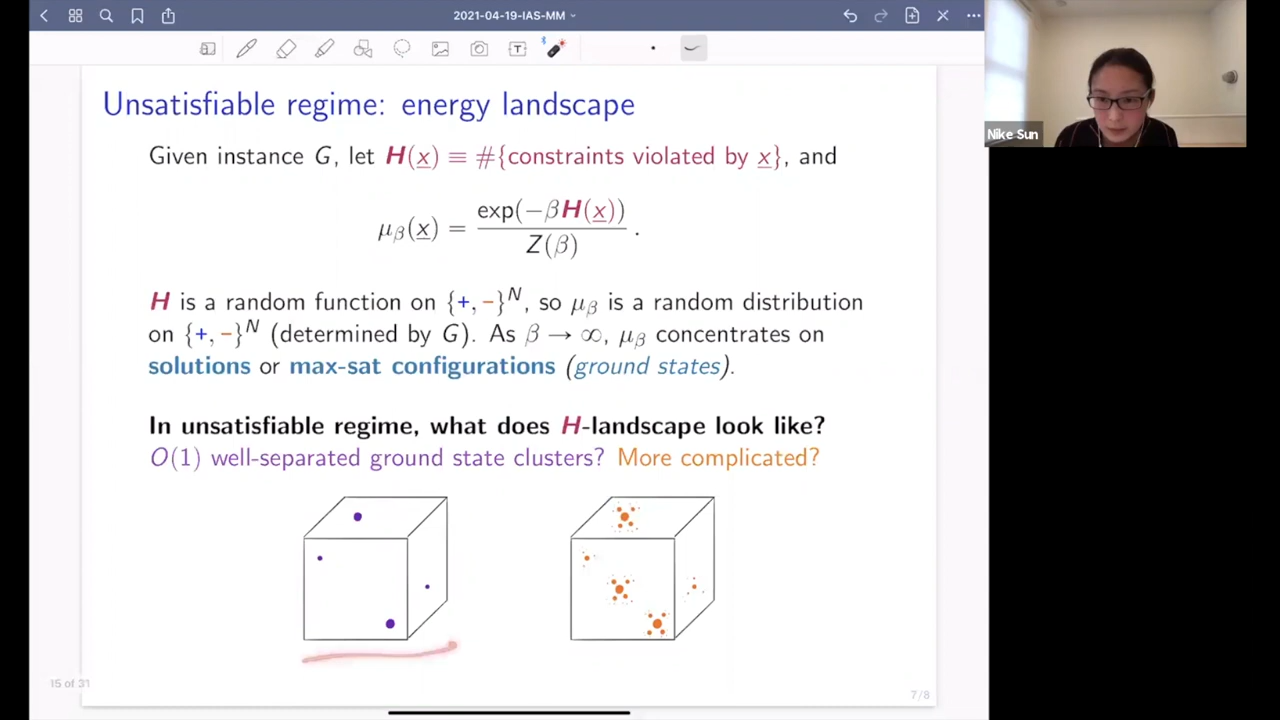 2021-04-19-IAS-MM
Nike Sun
Unsatisfiable regime: energy landscape
Given instance G, let H(x) ≡ #{constraints violated by x}, and
μβ(x) = exp(−βH(x)) / Z(β) .
H is a random function on {+, −}^N, so μβ is a random distribution
on {+, −}^N (determined by G). As β → ∞, μβ concentrates on
solutions or max-sat configurations (ground states).
In unsatisfiable regime, what does H-landscape look like?
O(1) well-separated ground state clusters? More complicated?
15 of 31
7/8